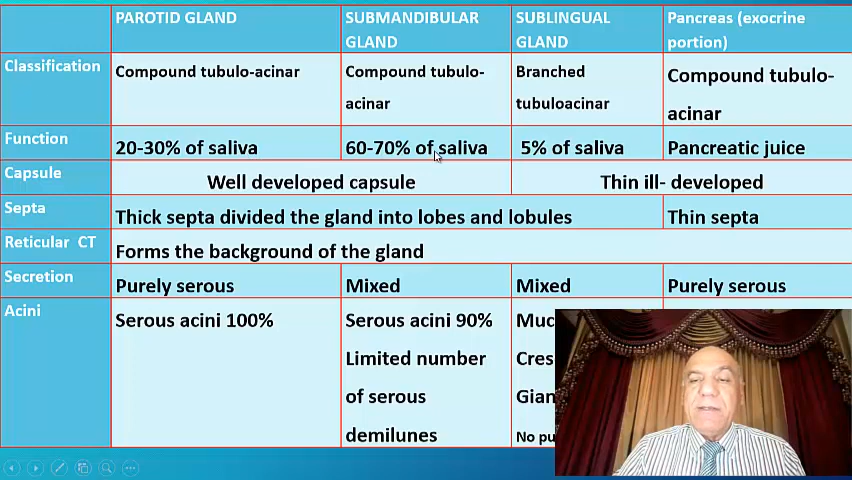 PAROTID GLAND
SUBMANDIBULAR
GLAND
SUBLINGUAL
GLAND
Pancreas (exocrine
portion)
Classification
Compound tubulo-acinar
Compound tubulo-
acinar
Branched
tubuloacinar
Compound tubulo-
acinar
Function
20-30% of saliva
60-70% of saliva
5% of saliva
Pancreatic juice
Capsule
Well developed capsule
Thin ill- developed
Septa
Thick septa divided the gland into lobes and lobules
Thin septa
Reticular CT
Forms the background of the gland
Secretion
Purely serous
Mixed
Mixed
Purely serous
Acini
Serous acini 100%
Serous acini 90%
Limited number
of serous
demilunes
No